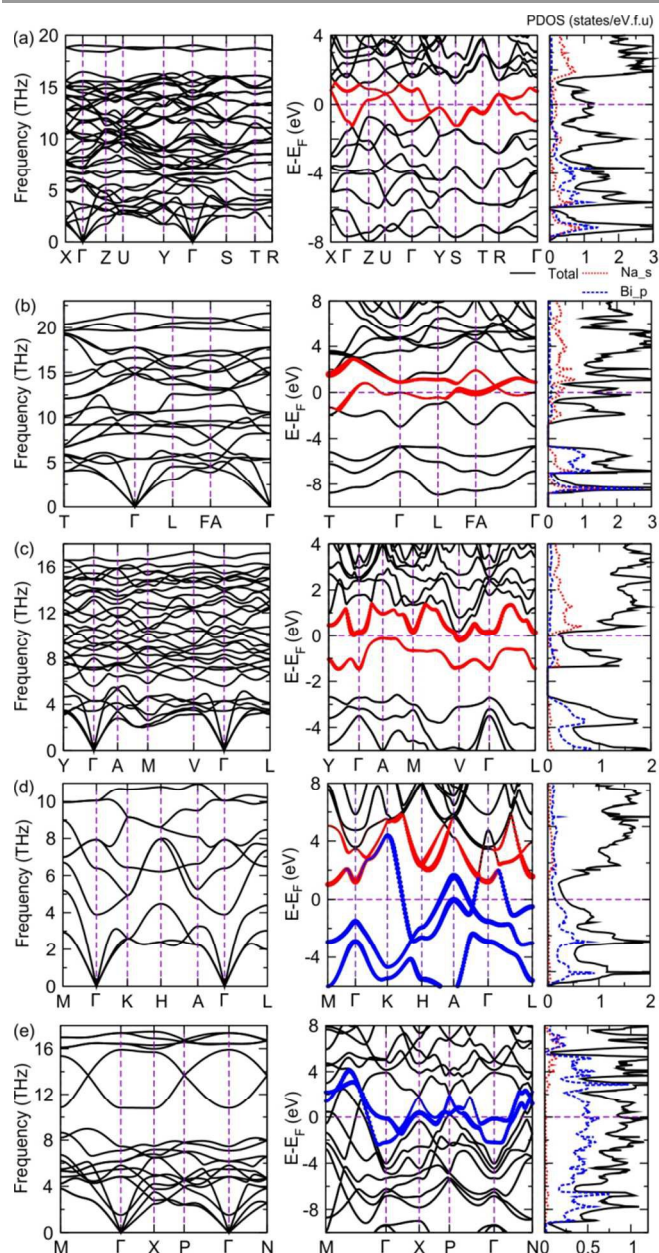 PDOS (states/eV.f.u)
(a)
Frequency (THz)
20
15
10
5
0
X Γ Z U Y Γ S T R
E-E_F (eV)
4
0
-4
-8
X Γ Z U Γ Y S T R Γ
0 1 2 3
Total Na_s
Bi_p
(b)
Frequency (THz)
20
15
10
5
0
T Γ L FA Γ
E-E_F (eV)
8
4
0
-4
-8
T Γ L FA Γ
0 1 2 3
(c)
Frequency (THz)
16
12
8
4
0
Y Γ A M V Γ L
E-E_F (eV)
4
2
0
-2
-4
Y Γ A M V Γ L
0 1 2
(d)
Frequency (THz)
10
8
6
4
2
0
M Γ K H A Γ L
E-E_F (eV)
8
4
0
-4
M Γ K H A Γ L
0 1 2
(e)
Frequency (THz)
16
12
8
4
0
M Γ X P Γ N
E-E_F (eV)
8
4
0
-4
-8
M Γ X P Γ N
0 0.5 1